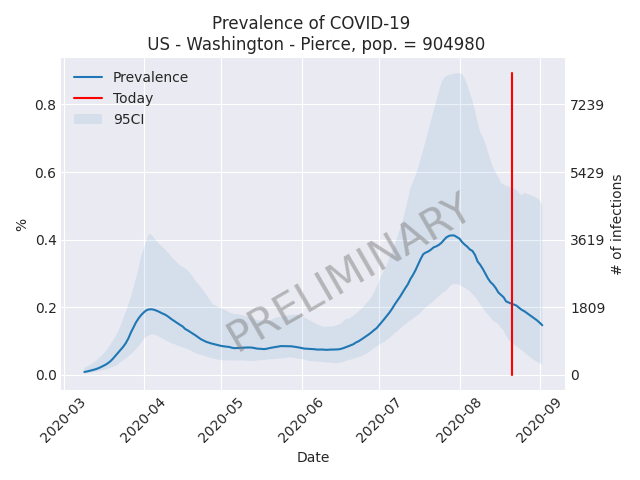 Prevalence of COVID-19
US - Washington - Pierce, pop. = 904980
Prevalence
Today
95CI
0.8
0.6
0.4
0.2
0.0
%
7239
5429
3619
1809
0
# of infections
PRELIMINARY
2020-03
2020-04
2020-05
2020-06
2020-07
2020-08
2020-09
Date